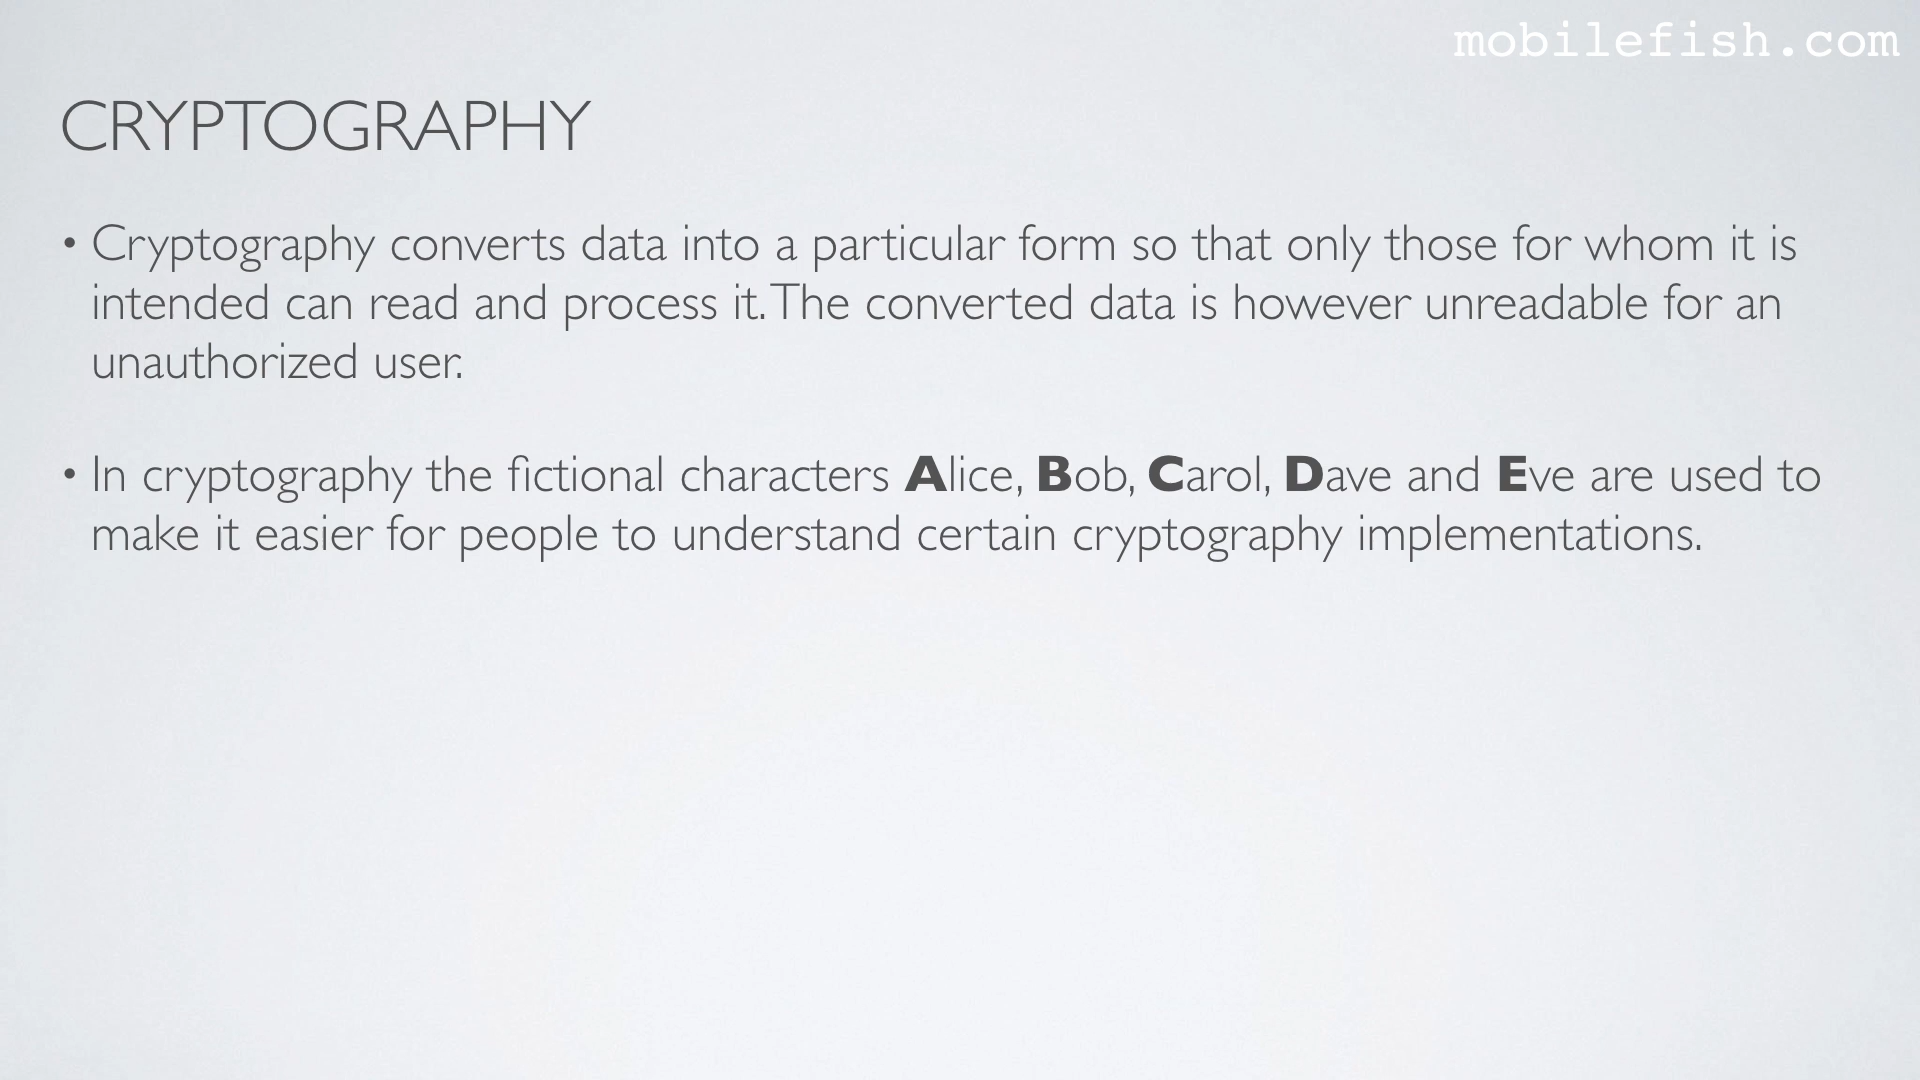 mobilefish.com
CRYPTOGRAPHY
• Cryptography converts data into a particular form so that only those for whom it is
intended can read and process it. The converted data is however unreadable for an
unauthorized user.
• In cryptography the fictional characters Alice, Bob, Carol, Dave and Eve are used to
make it easier for people to understand certain cryptography implementations.